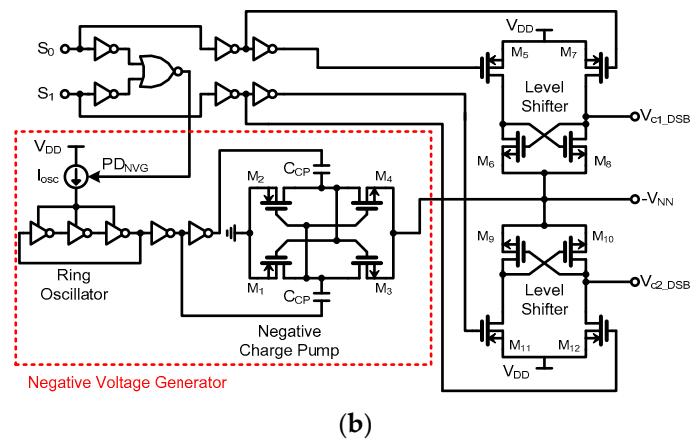 S0
S1
VDD
M5
M7
Level
Shifter
Vc1_DSB
M6
M8
VDD
PDNVG
Iosc
CCP
M2
M4
-VNN
M9
M10
Ring
Oscillator
M1
CCP
M3
Level
Shifter
Vc2_DSB
Negative
Charge Pump
M11
M12
VDD
Negative Voltage Generator
(b)